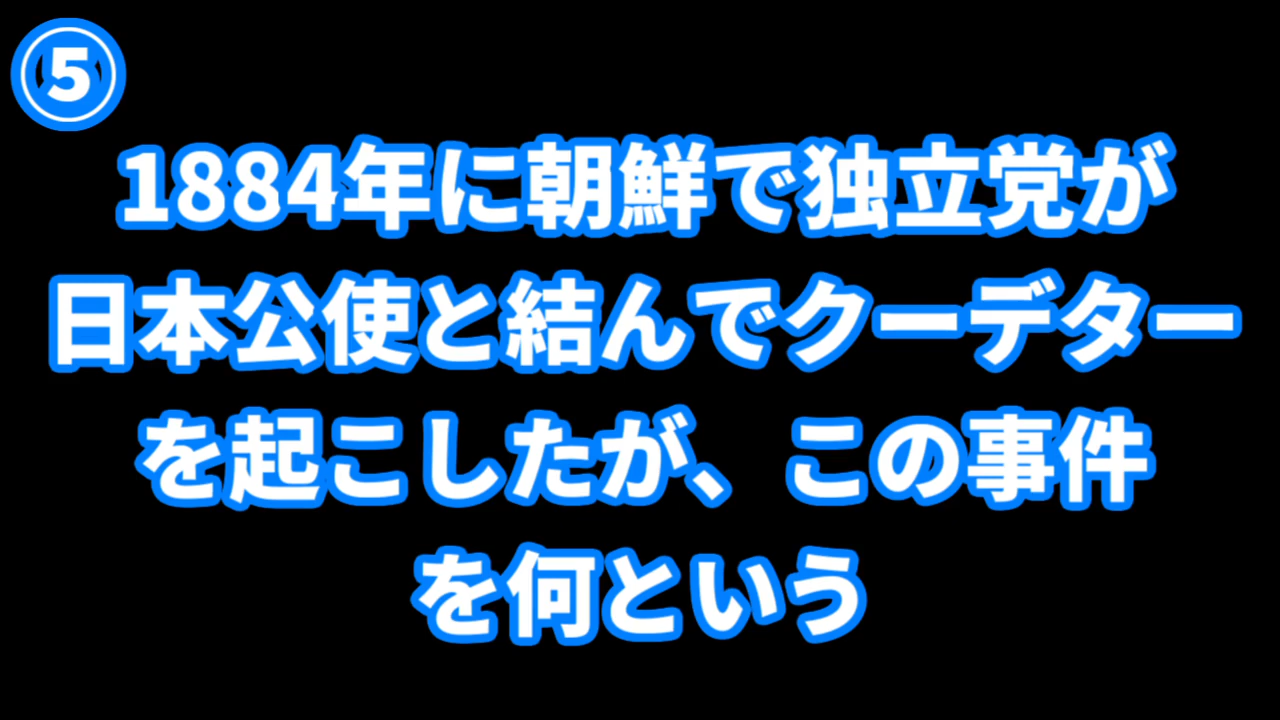 ⑤
1884年に朝鮮で独立党が
日本公使と結んでクーデター
を起こしたが、この事件
を何という